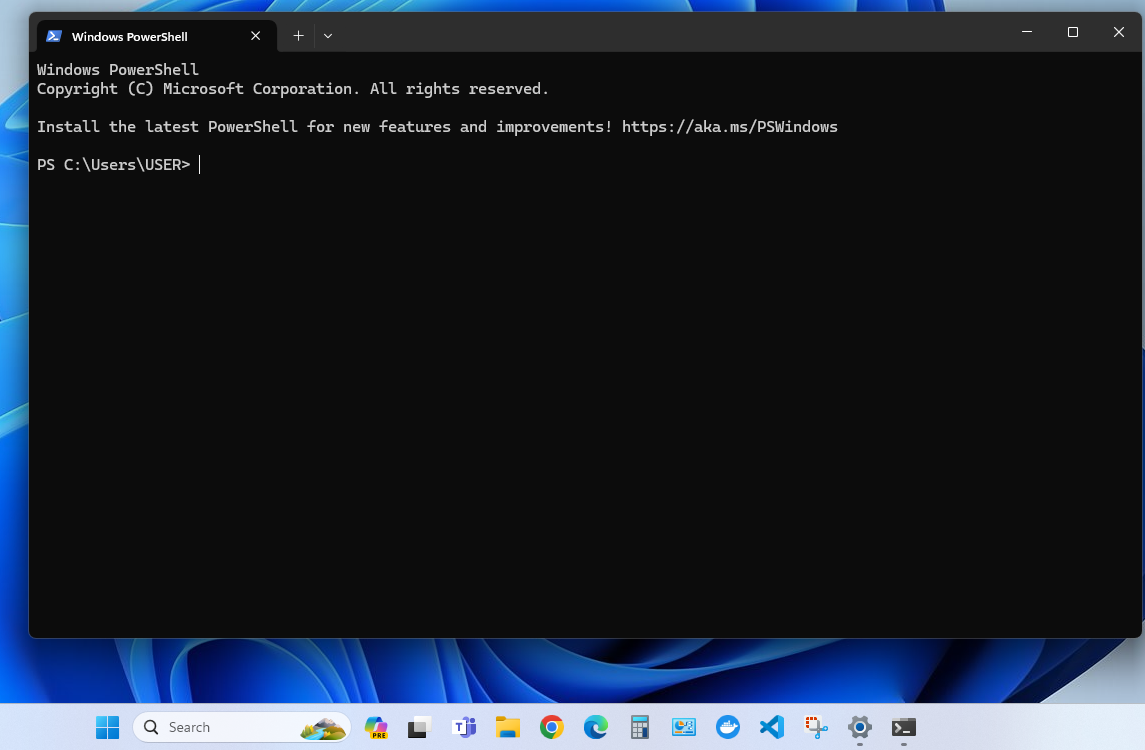 Windows PowerShell
Windows PowerShell
Copyright (C) Microsoft Corporation. All rights reserved.
Install the latest PowerShell for new features and improvements! https://aka.ms/PSWindows
PS C:\Users\USER>
Search
PRE